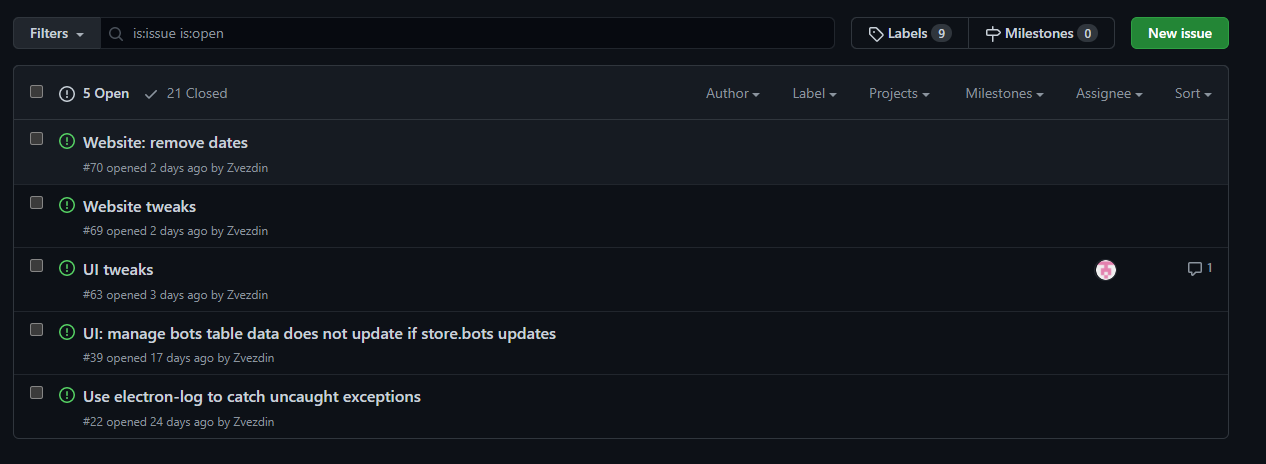 Filters is:issue is:open Labels 9 Milestones 0 New issue
5 Open 21 Closed Author Label Projects Milestones Assignee Sort
Website: remove dates
#70 opened 2 days ago by Zvezdin
Website tweaks
#69 opened 2 days ago by Zvezdin
UI tweaks 1
#63 opened 3 days ago by Zvezdin
UI: manage bots table data does not update if store.bots updates
#39 opened 17 days ago by Zvezdin
Use electron-log to catch uncaught exceptions
#22 opened 24 days ago by Zvezdin